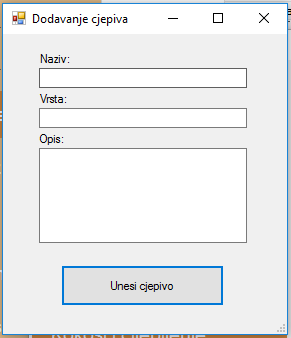 Dodavanje cjepiva
Naziv:
Vrsta:
Opis:
Unesi cjepivo